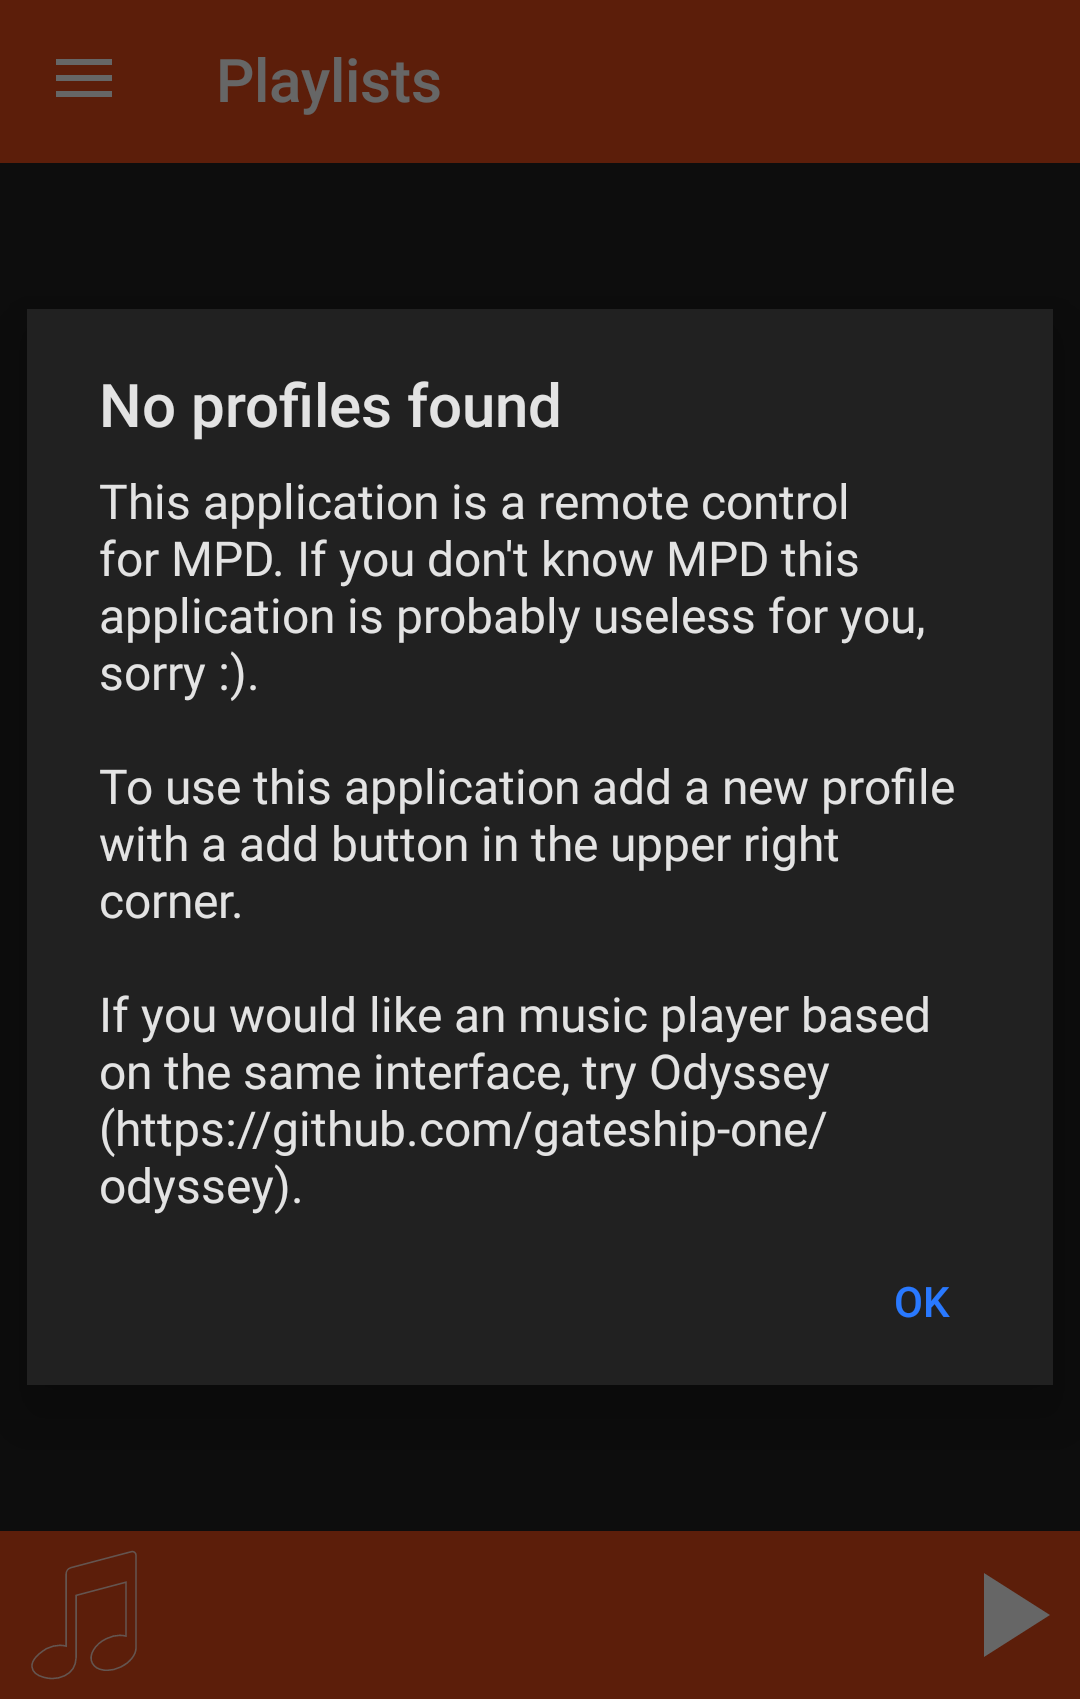 Playlists
No profiles found
This application is a remote control
for MPD. If you don't know MPD this
application is probably useless for you,
sorry :).
To use this application add a new profile
with a add button in the upper right
corner.
If you would like an music player based
on the same interface, try Odyssey
(https://github.com/gateship-one/
odyssey).
OK